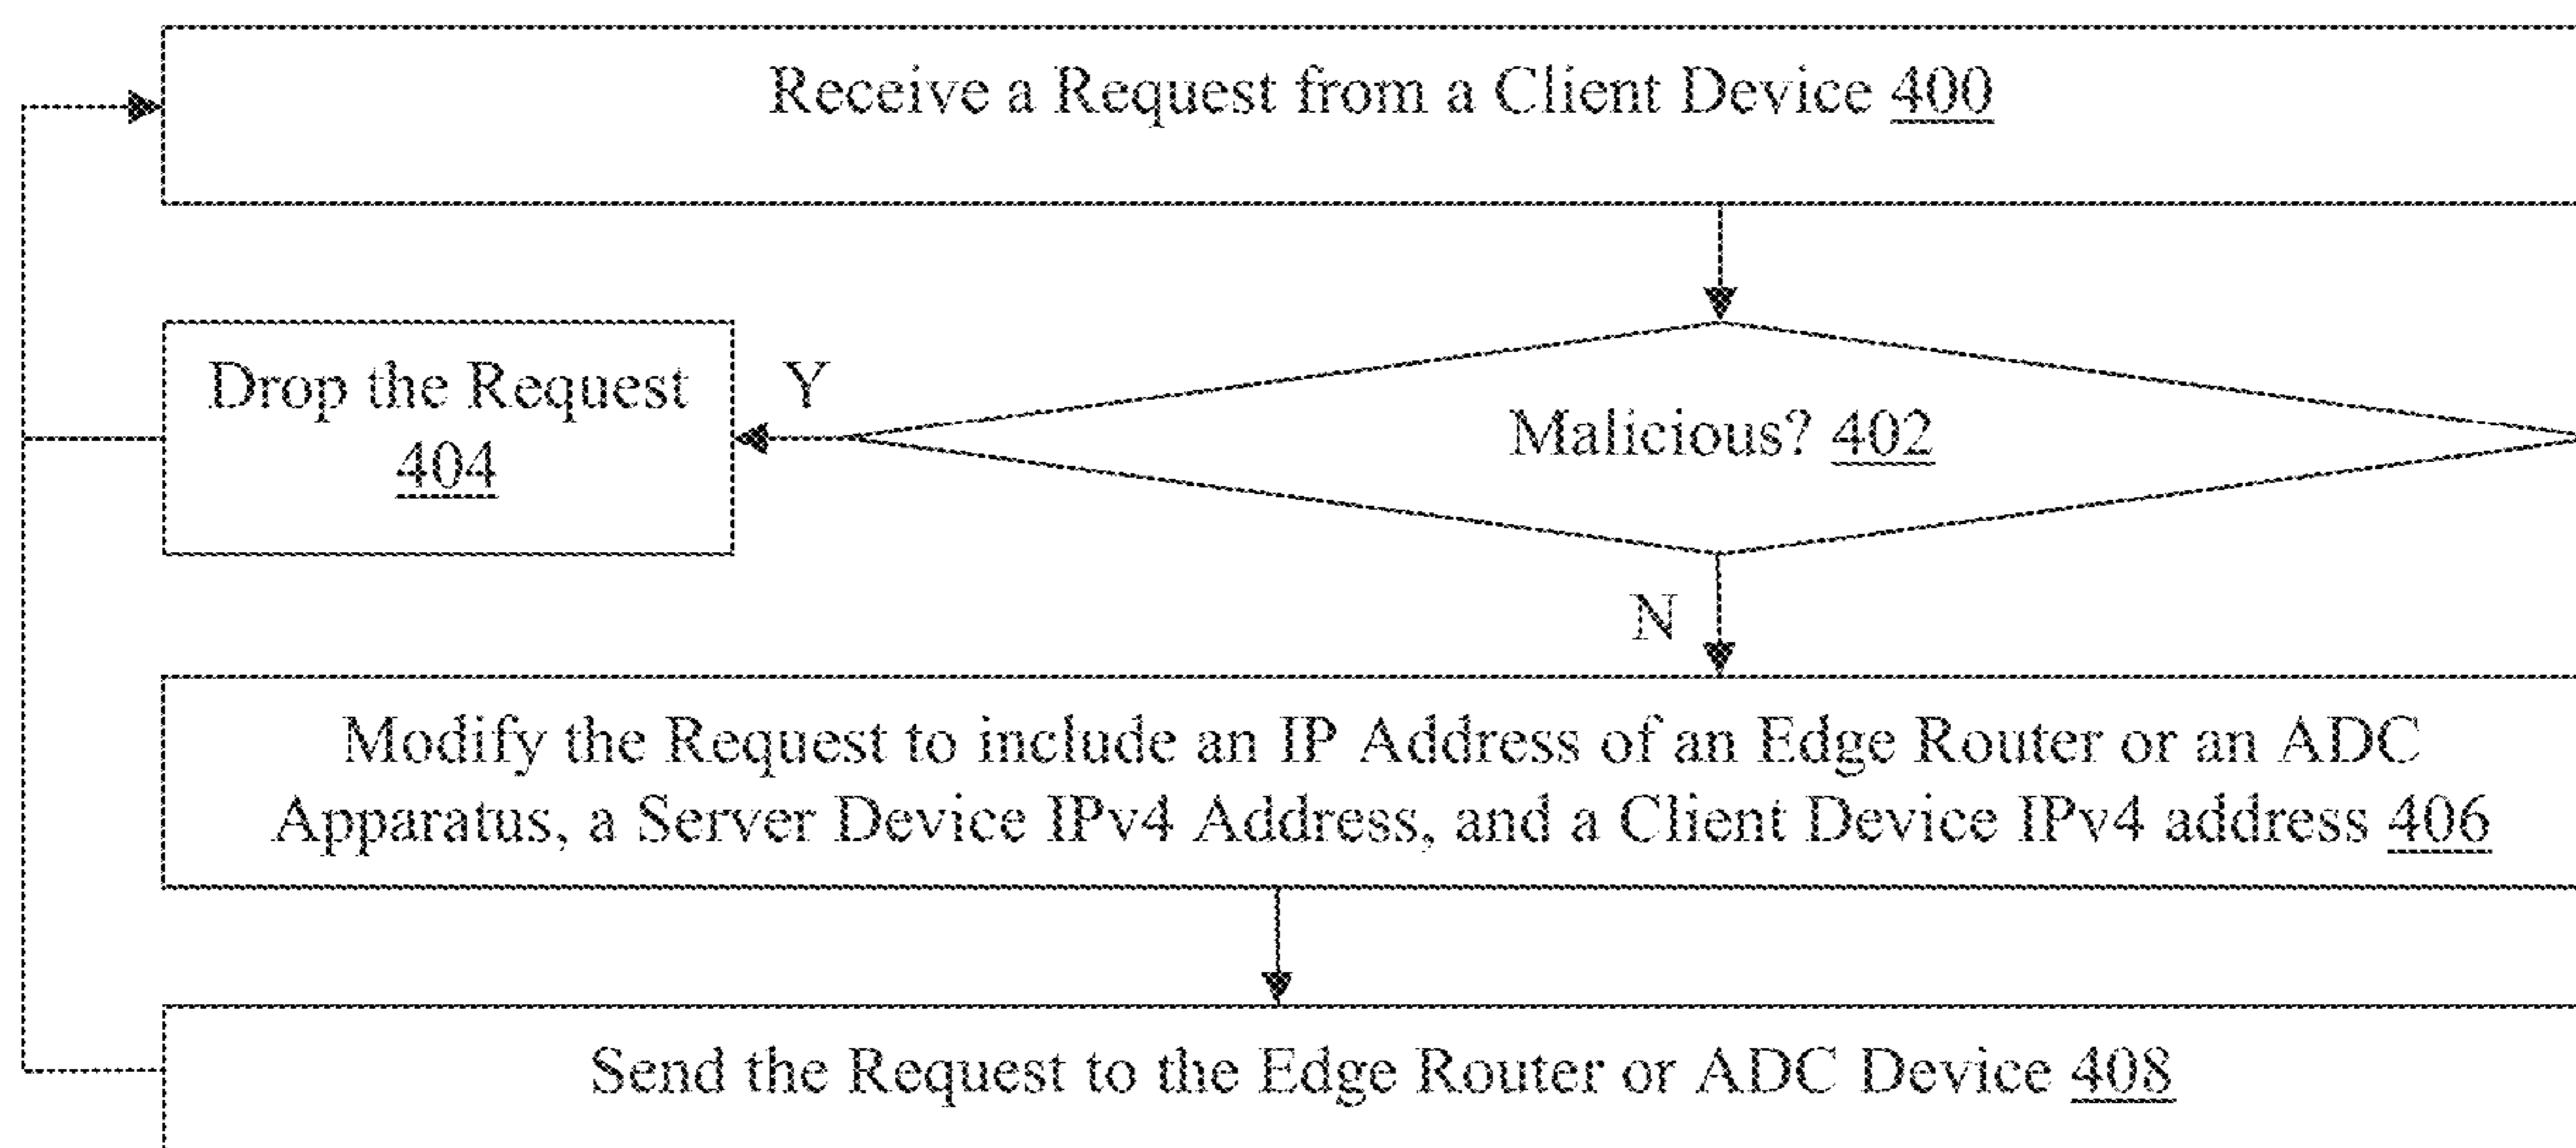 Receive a Request from a Client Device 400
Drop the Request
404
Y
Malicious? 402
N
Modify the Request to include an IP Address of an Edge Router or an ADC
Apparatus, a Server Device IPv4 Address, and a Client Device IPv4 address 406
Send the Request to the Edge Router or ADC Device 408